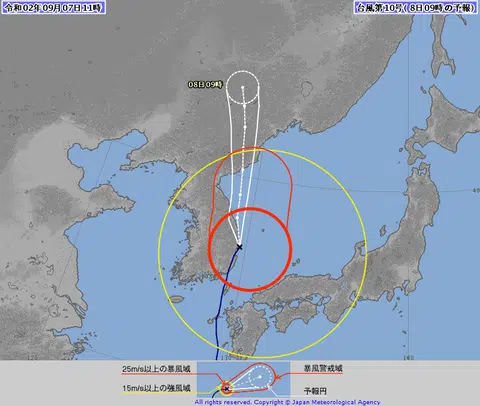 令和02年09月07日11時
台風第10号( 8日09時の予報)
08日09時
25m/s以上の暴風域
暴風警戒域
15m/s以上の強風域
予報円
All rights reserved. Copyright © Japan Meteorological Agency